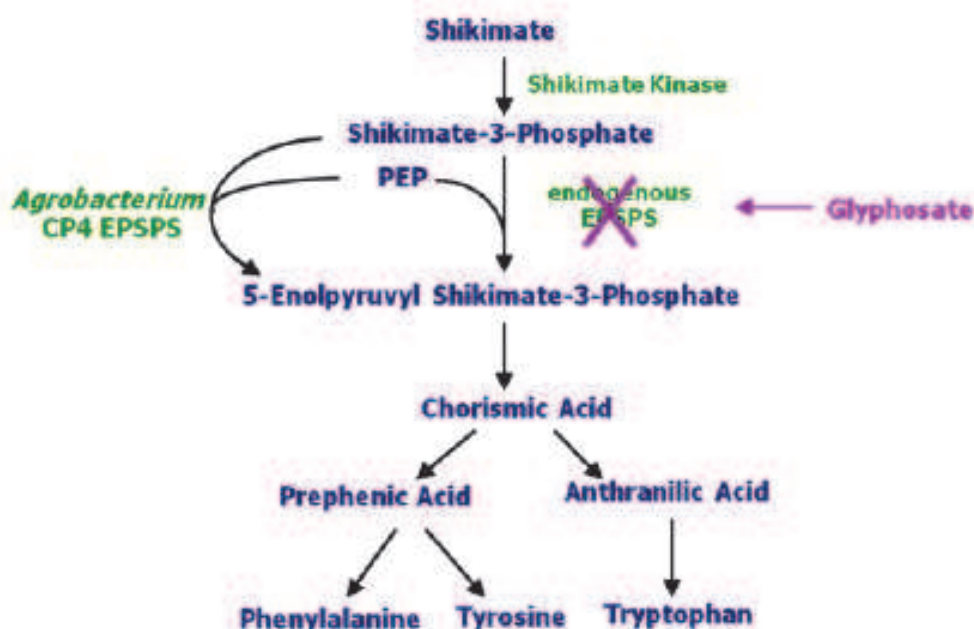 Shikimate
Shikimate Kinase
Shikimate-3-Phosphate
PEP
endogenous
EPSPS
Glyphosate
Agrobacterium
CP4 EPSPS
5-Enolpyruvyl Shikimate-3-Phosphate
Chorismic Acid
Prephenic Acid
Anthranilic Acid
Phenylalanine
Tyrosine
Tryptophan